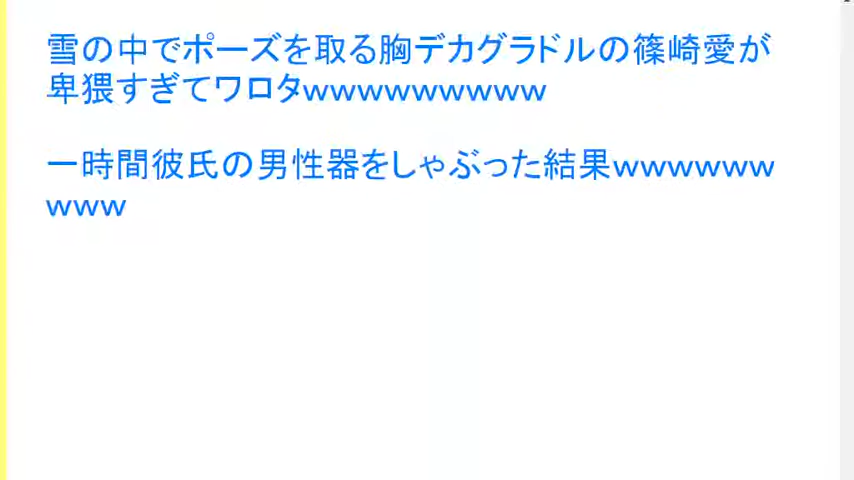 雪の中でポーズを取る胸デカグラドルの篠崎愛が
卑猥すぎてワロタwwwwwwwww
一時間彼氏の男性器をしゃぶった結果wwwwww
www